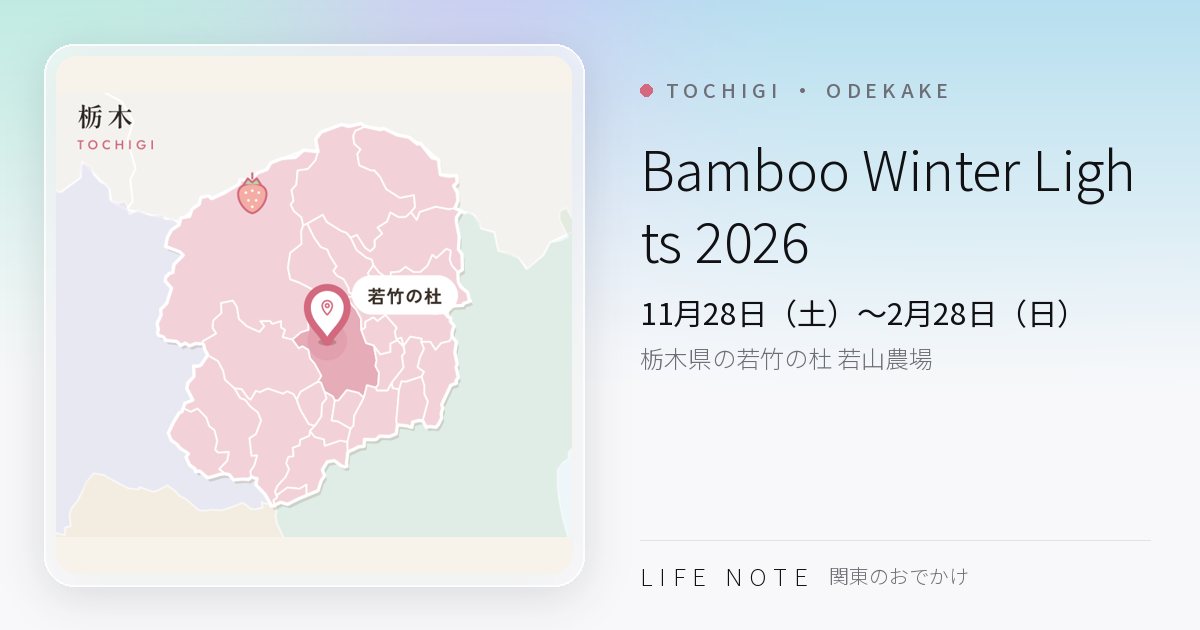 栃木
TOCHIGI
若竹の杜
TOCHIGI • ODEKAKE
Bamboo Winter Ligh
ts 2026
11月28日（土）〜2月28日（日）
栃木県の若竹の杜 若山農場
LIFE NOTE 関東のおでかけ